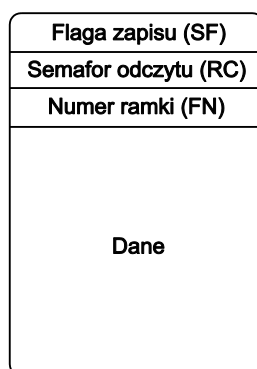 Flaga zapisu (SF)
Semafor odczytu (RC)
Numer ramki (FN)
Dane